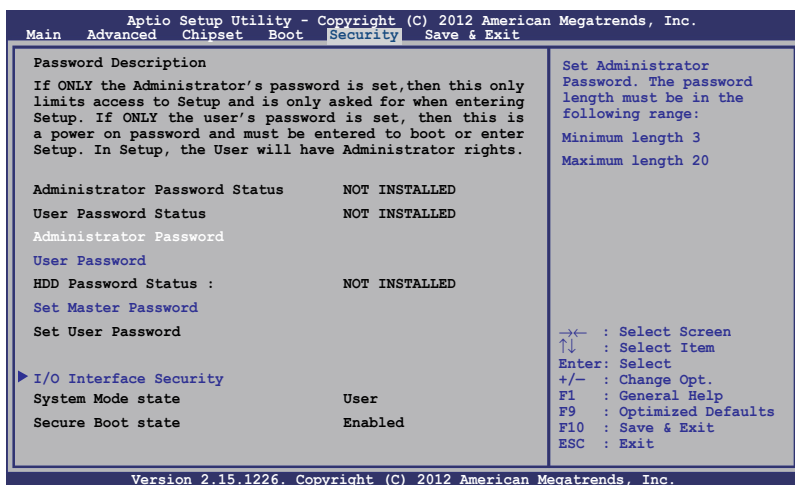 Aptio Setup Utility - Copyright (C) 2012 American Megatrends, Inc.
Main Advanced Chipset Boot Security Save & Exit
Password Description
If ONLY the Administrator's password is set,then this only
limits access to Setup and is only asked for when entering
Setup. If ONLY the user's password is set, then this is
a power on password and must be entered to boot or enter
Setup. In Setup, the User will have Administrator rights.
Administrator Password Status NOT INSTALLED
User Password Status NOT INSTALLED
Administrator Password
User Password
HDD Password Status : NOT INSTALLED
Set Master Password
Set User Password
I/O Interface Security
System Mode state User
Secure Boot state Enabled
Set Administrator
Password. The password
length must be in the
following range:
Minimum length 3
Maximum length 20
→← : Select Screen
↑↓ : Select Item
Enter: Select
+/— : Change Opt.
F1 : General Help
F9 : Optimized Defaults
F10 : Save & Exit
ESC : Exit
Version 2.15.1226. Copyright (C) 2012 American Megatrends, Inc.